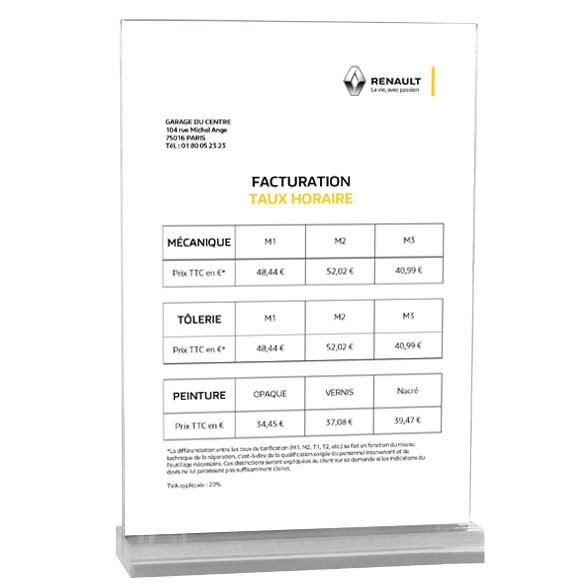 RENAULT
La vie, avec passion
GARAGE DU CENTRE
104 rue Michel Ange
75016 PARIS
Tél. : 01 80 05 23 23
FACTURATION
TAUX HORAIRE
MÉCANIQUE M1 M2 M3
Prix TTC en €* 48,44 € 52,02 € 40,99 €
TÔLERIE M1 M2 M3
Prix TTC en €* 48,44 € 52,02 € 40,99 €
PEINTURE OPAQUE VERNIS Nacré
Prix TTC en € 34,45 € 37,08 € 39,47 €
*La différenciation entre les taux de tarification (M1, M2, T1, T2, etc.) se fait en fonction du niveau
technique de la réparation, c'est-à-dire de la qualification exigée du personnel intervenant et de
l'outillage nécessaire. Ces distinctions seront expliquées au client sur sa demande si les indications du
devis ne lui paraissent pas suffisamment claires.
TVA appliquée : 20%